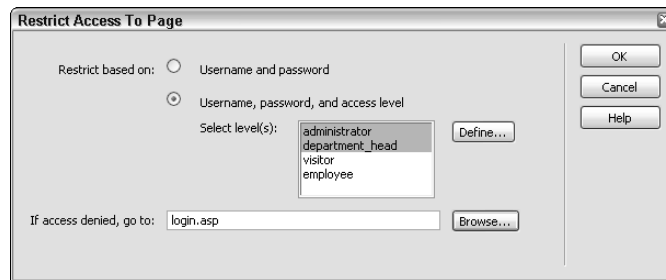 Restrict Access To Page
Restrict based on:
Username and password
Username, password, and access level
Select level(s):
administrator
department_head
visitor
employee
Define...
If access denied, go to:
login.asp
Browse...
OK
Cancel
Help